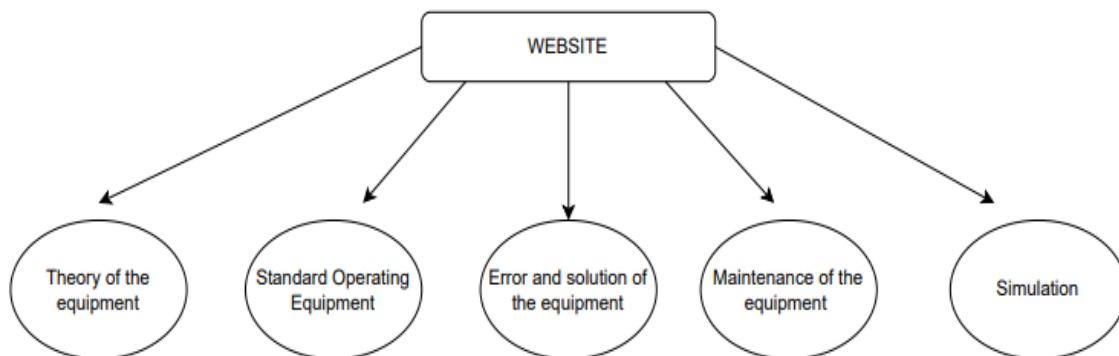 WEBSITE
Theory of the
equipment
Standard Operating
Equipment
Error and solution of
the equipment
Maintenance of the
equipment
Simulation